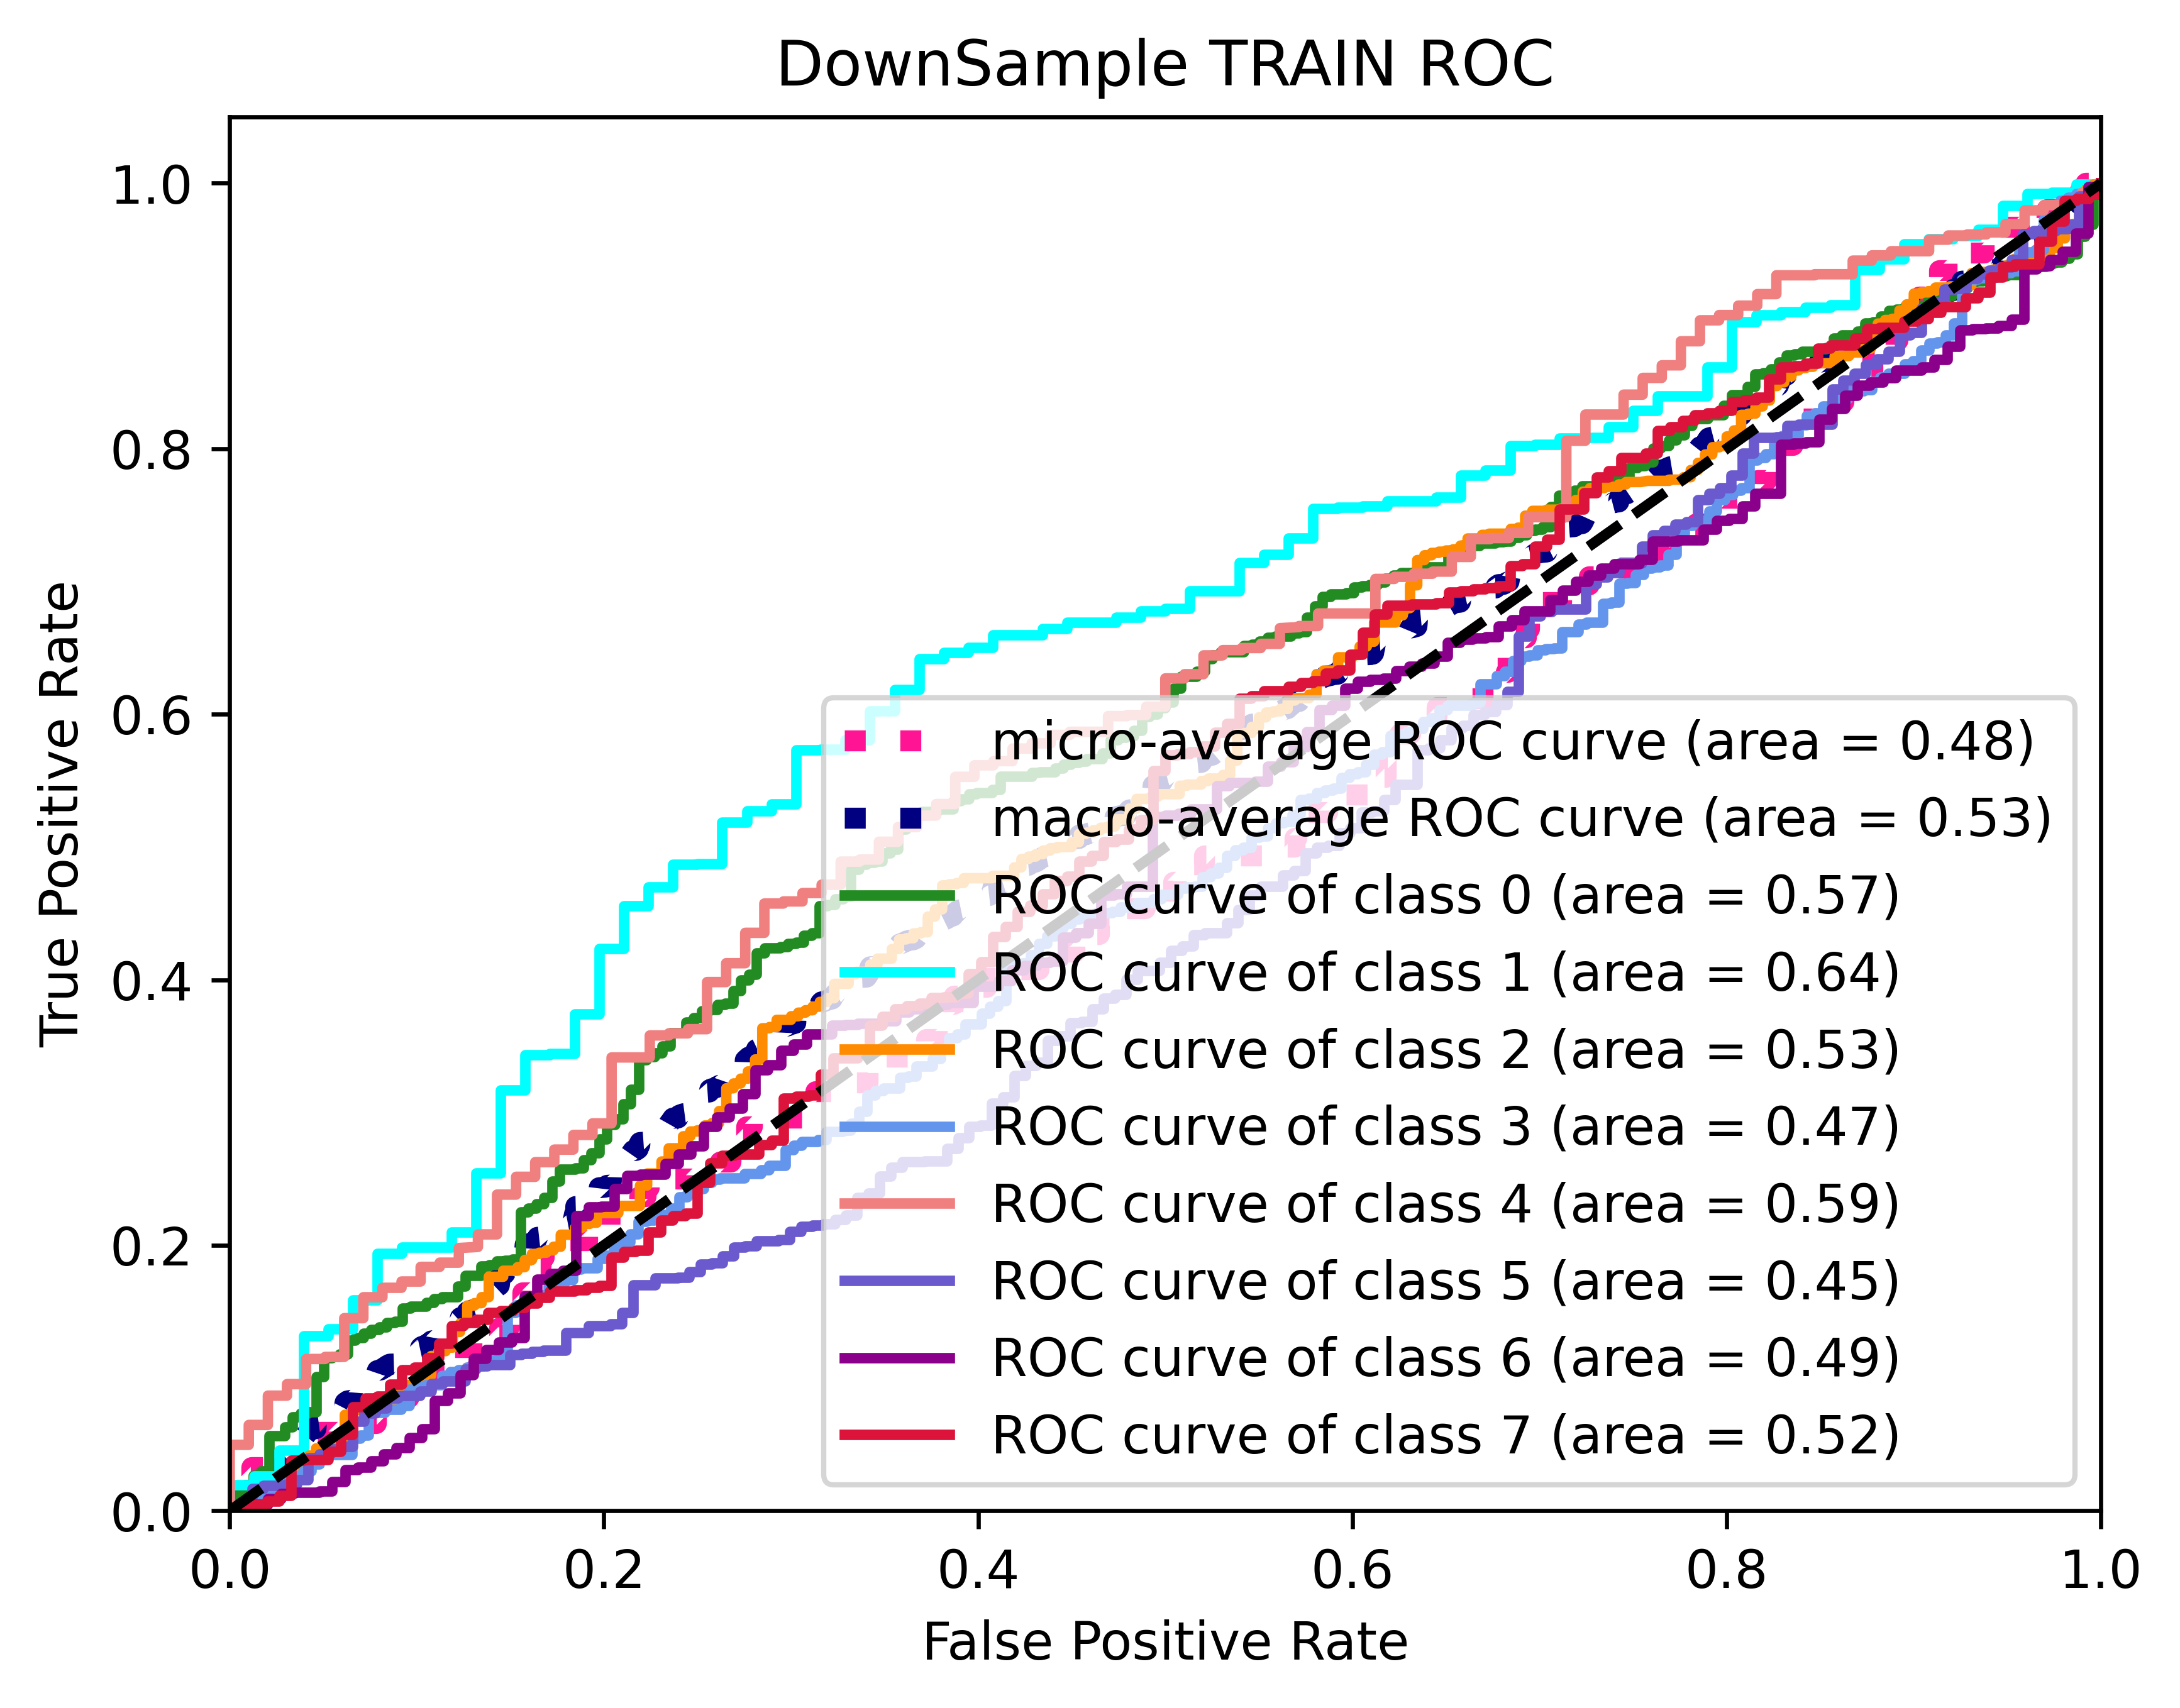 DownSample TRAIN ROC
True Positive Rate
1.0
0.8
0.6
0.4
0.2
0.0
micro-average ROC curve (area = 0.48)
macro-average ROC curve (area = 0.53)
ROC curve of class 0 (area = 0.57)
ROC curve of class 1 (area = 0.64)
ROC curve of class 2 (area = 0.53)
ROC curve of class 3 (area = 0.47)
ROC curve of class 4 (area = 0.59)
ROC curve of class 5 (area = 0.45)
ROC curve of class 6 (area = 0.49)
ROC curve of class 7 (area = 0.52)
0.0 0.2 0.4 0.6 0.8 1.0
False Positive Rate